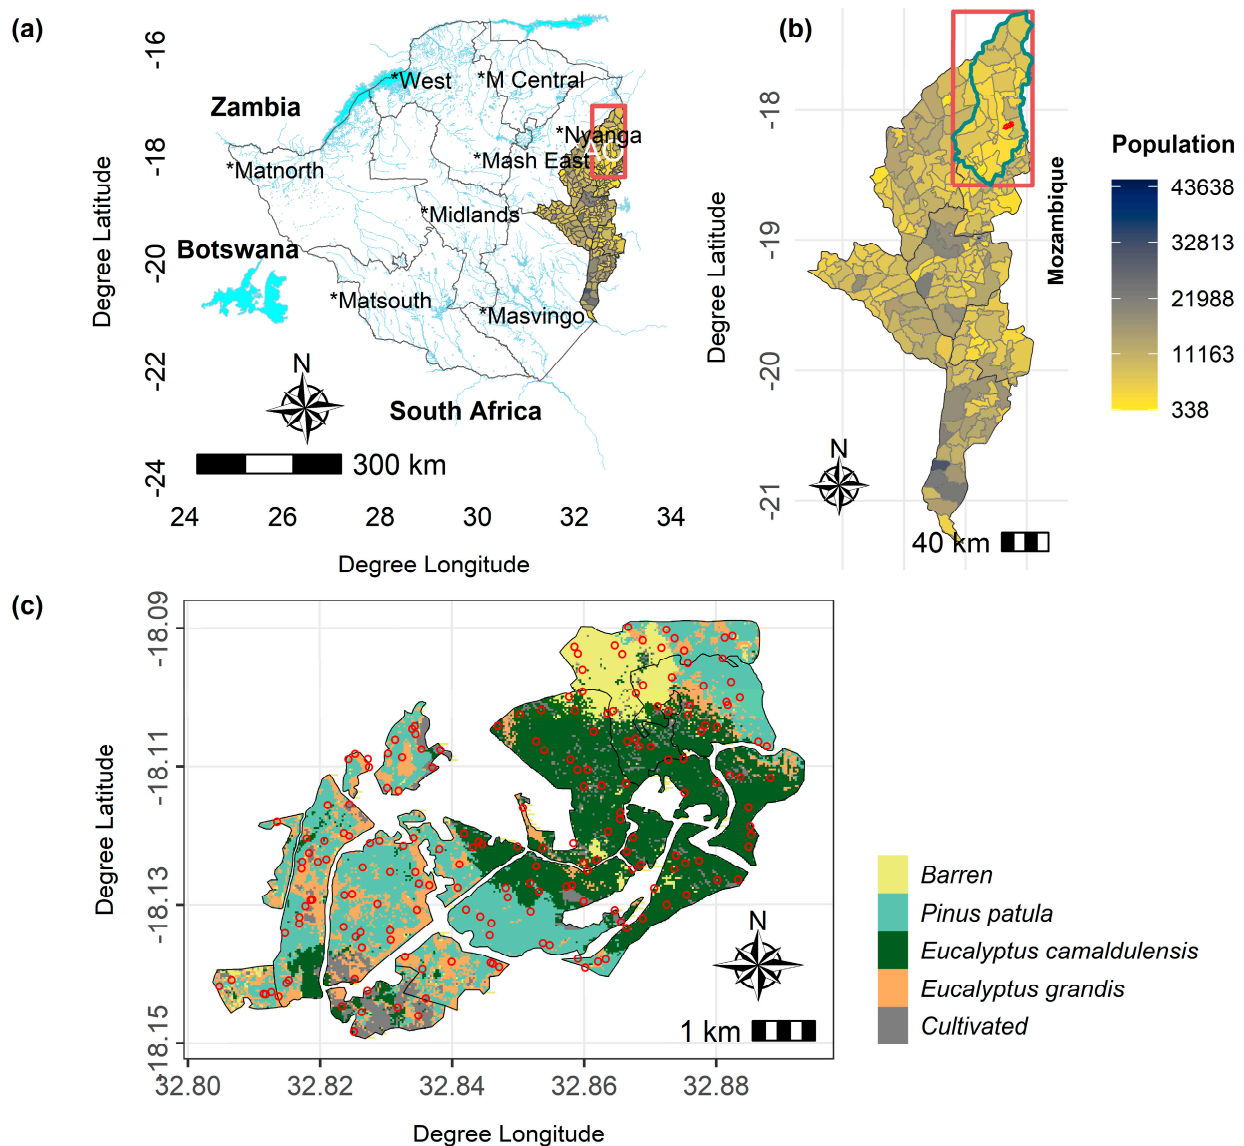 (a)
-16
-18
-20
-22
-24
Degree Latitude
Zambia
Botswana
South Africa
*West
*M Central
*Nyanga
*Mash East
*Matnorth
*Midlands
*Matsouth
*Masvingo
N
300 km
24 26 28 30 32 34
Degree Longitude
(b)
-18
-19
-20
-21
Degree Latitude
Mozambique
N
40 km
Population
43638
32813
21988
11163
338
(c)
-18.09
-18.11
-18.13
-18.15
Degree Latitude
N
1 km
32.80 32.82 32.84 32.86 32.88
Degree Longitude
Barren
Pinus patula
Eucalyptus camaldulensis
Eucalyptus grandis
Cultivated